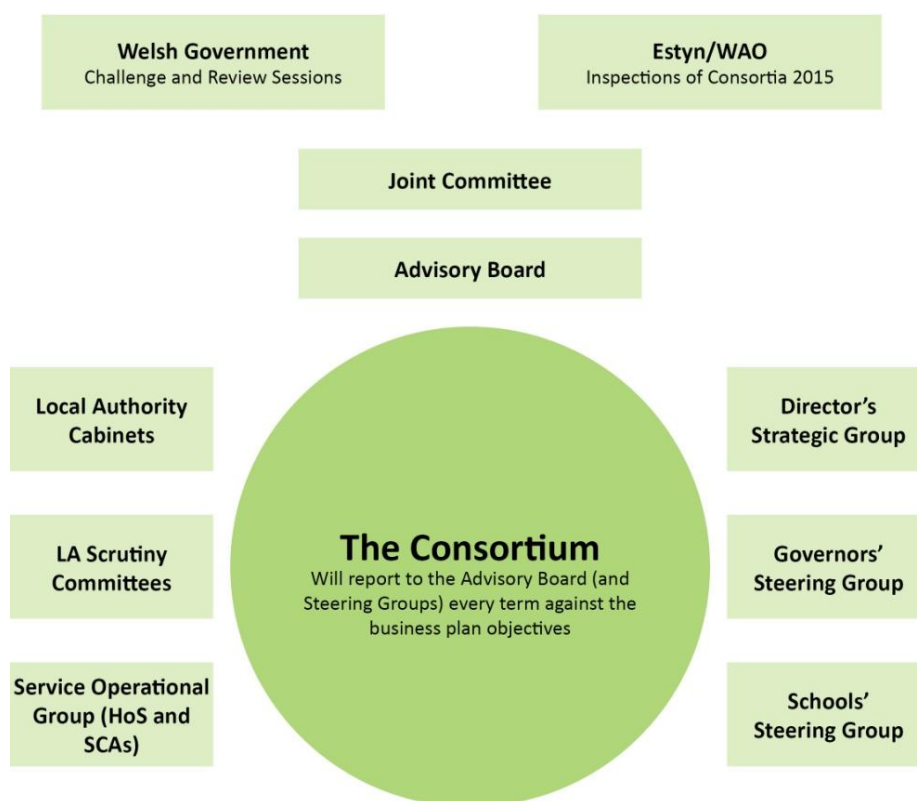 Welsh Government
Challenge and Review Sessions
Estyn/WAO
Inspections of Consortia 2015
Joint Committee
Advisory Board
Local Authority
Cabinets
Director’s
Strategic Group
The Consortium
Will report to the Advisory Board (and
Steering Groups) every term against the
business plan objectives
LA Scrutiny
Committees
Governors’
Steering Group
Service Operational
Group (HoS and
SCAs)
Schools’
Steering Group